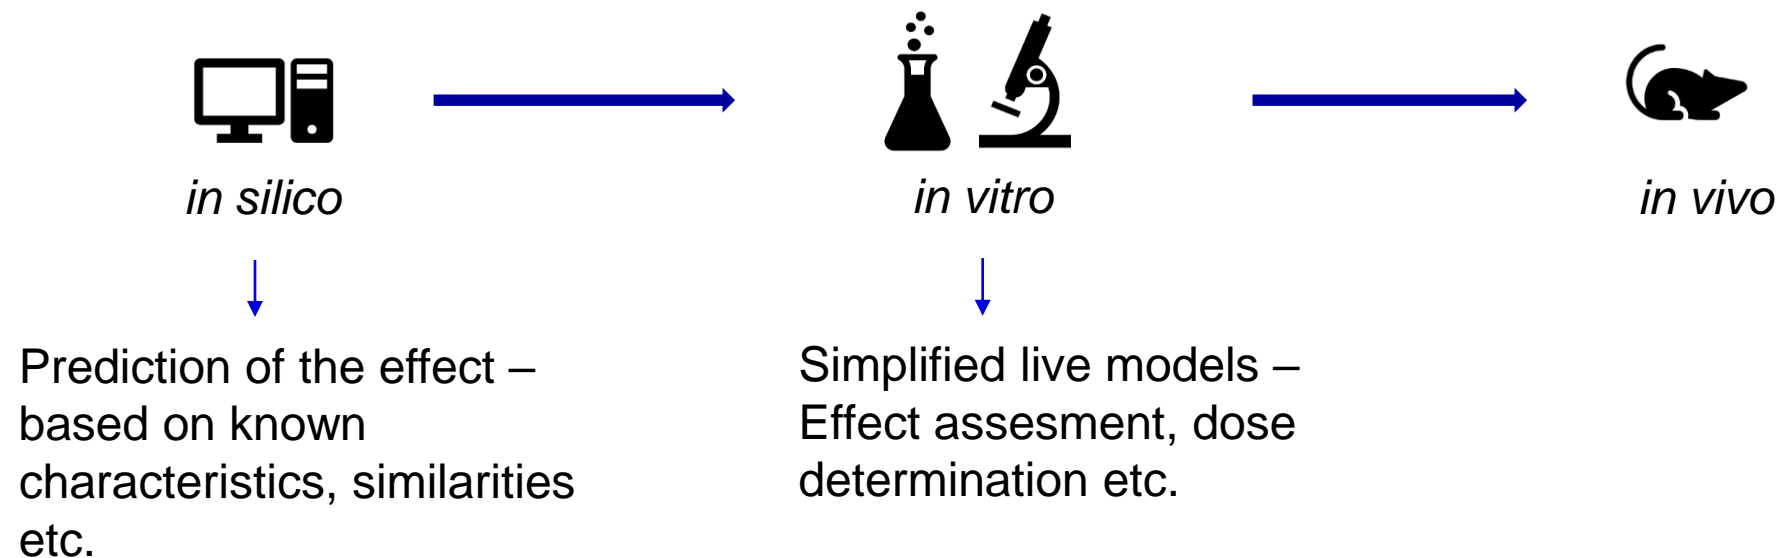 in silico
in vitro
in vivo
Prediction of the effect –
based on known
characteristics, similarities
etc.
Simplified live models –
Effect assesment, dose
determination etc.